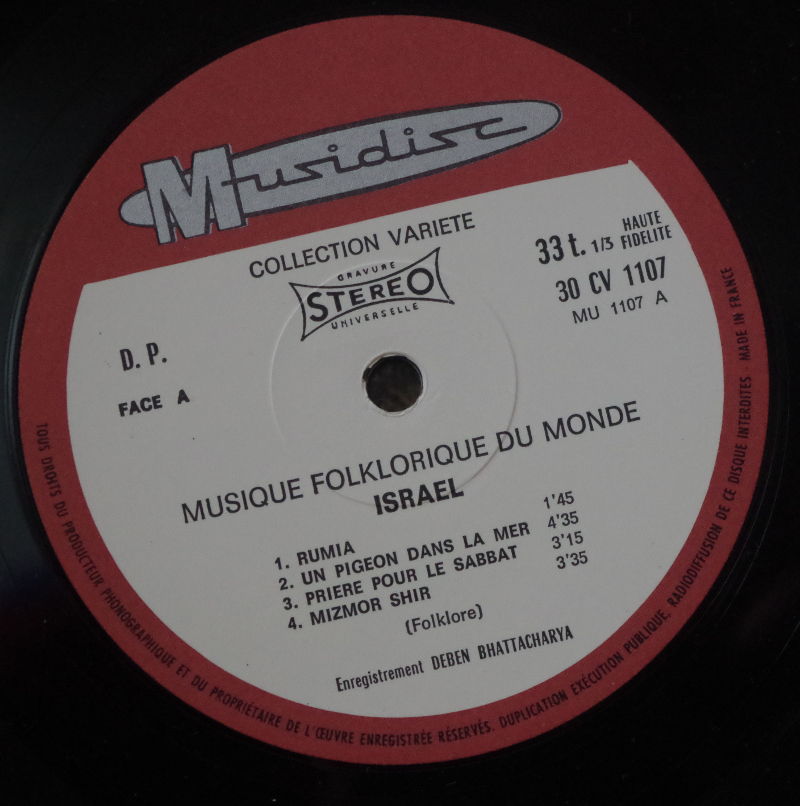 Musidisc
COLLECTION VARIETE
GRAVURE
STEREO
UNIVERSELLE
33 t. 1/3 HAUTE FIDELITE
30 CV 1107
MU 1107 A
D. P.
FACE A
MUSIQUE FOLKLORIQUE DU MONDE
ISRAEL
1. RUMIA 1'45
2. UN PIGEON DANS LA MER 4'35
3. PRIERE POUR LE SABBAT 3'15
4. MIZMOR SHIR 3'35
(Folklore)
Enregistrement DEBEN BHATTACHARYA
TOUS DROITS DU PRODUCTEUR PHONOGRAPHIQUE ET DU PROPRIÉTAIRE DE L'ŒUVRE ENREGISTRÉE RÉSERVÉS. DUPLICATION EXÉCUTION PUBLIQUE, RADIODIFFUSION DE CE DISQUE INTERDITES - MADE IN FRANCE